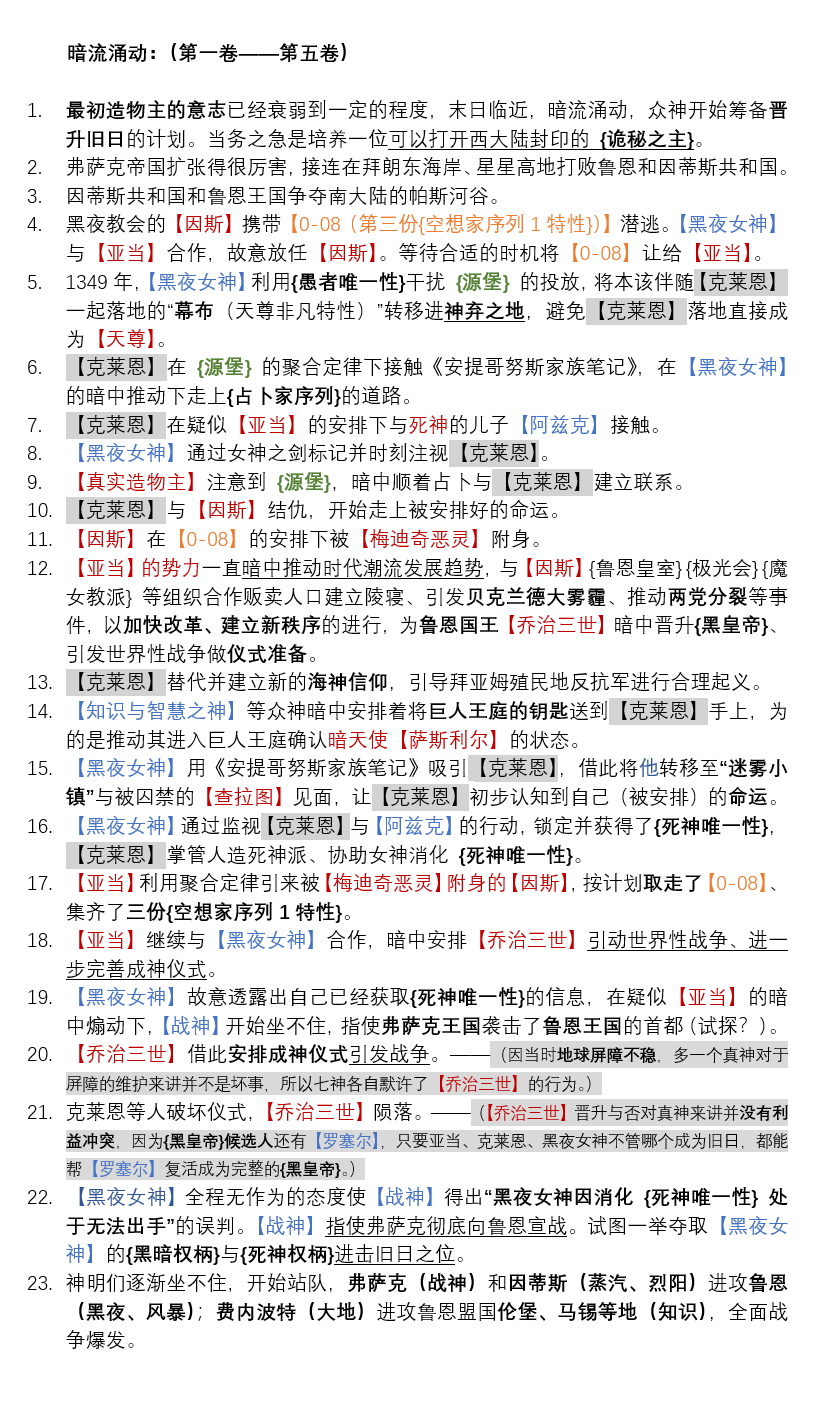 暗流涌动：（第一卷——第五卷）
1. 最初造物主的意志已经衰弱到一定的程度，末日临近，暗流涌动，众神开始筹备晋
升旧日的计划。当务之急是培养一位可以打开西大陆封印的 {诡秘之主}。
2. 弗萨克帝国扩张得很厉害，接连在拜朗东海岸、星星高地打败鲁恩和因蒂斯共和国。
3. 因蒂斯共和国和鲁恩王国争夺南大陆的帕斯河谷。
4. 黑夜教会的【因斯】携带【0-08（第三份{空想家序列 1 特性}）】潜逃。【黑夜女神】
与【亚当】合作，故意放任【因斯】。等待合适的时机将【0-08】让给【亚当】。
5. 1349 年，【黑夜女神】利用{愚者唯一性}干扰 {源堡} 的投放，将本该伴随【克莱恩】
一起落地的“幕布（天尊非凡特性）”转移进神弃之地，避免【克莱恩】落地直接成
为【天尊】。
6. 【克莱恩】在 {源堡} 的聚合定律下接触《安提哥努斯家族笔记》，在【黑夜女神】
的暗中推动下走上{占卜家序列}的道路。
7. 【克莱恩】在疑似【亚当】的安排下与死神的儿子【阿兹克】接触。
8. 【黑夜女神】通过女神之剑标记并时刻注视【克莱恩】。
9. 【真实造物主】注意到 {源堡}，暗中顺着占卜与【克莱恩】建立联系。
10. 【克莱恩】与【因斯】结仇，开始走上被安排好的命运。
11. 【因斯】在【0-08】的安排下被【梅迪奇恶灵】附身。
12. 【亚当】的势力一直暗中推动时代潮流发展趋势，与【因斯】{鲁恩皇室}{极光会}{魔
女教派} 等组织合作贩卖人口建立陵寝、引发贝克兰德大雾霾、推动两党分裂等事
件，以加快改革、建立新秩序的进行，为鲁恩国王【乔治三世】暗中晋升{黑皇帝}、
引发世界性战争做仪式准备。
13. 【克莱恩】替代并建立新的海神信仰，引导拜亚姆殖民地反抗军进行合理起义。
14. 【知识与智慧之神】等众神暗中安排着将巨人王庭的钥匙送到【克莱恩】手上，为
的是推动其进入巨人王庭确认暗天使【萨斯利尔】的状态。
15. 【黑夜女神】用《安提哥努斯家族笔记》吸引【克莱恩】，借此将他转移至“迷雾小
镇”与被囚禁的【查拉图】见面，让【克莱恩】初步认知到自己（被安排）的命运。
16. 【黑夜女神】通过监视【克莱恩】与【阿兹克】的行动，锁定并获得了{死神唯一性}，
【克莱恩】掌管人造死神派、协助女神消化 {死神唯一性}。
17. 【亚当】利用聚合定律引来被【梅迪奇恶灵】附身的【因斯】，按计划取走了【0-08】、
集齐了三份{空想家序列 1 特性}。
18. 【亚当】继续与【黑夜女神】合作，暗中安排【乔治三世】引动世界性战争、进一
步完善成神仪式。
19. 【黑夜女神】故意透露出自己已经获取{死神唯一性}的信息，在疑似【亚当】的暗
中煽动下，【战神】开始坐不住，指使弗萨克王国袭击了鲁恩王国的首都（试探？）。
20. 【乔治三世】借此安排成神仪式引发战争。——（因当时地球屏障不稳，多一个真神对于
屏障的维护来讲并不是坏事，所以七神各自默许了【乔治三世】的行为。）
21. 克莱恩等人破坏仪式，【乔治三世】陨落。——（【乔治三世】晋升与否对真神来讲并没有利
益冲突，因为{黑皇帝}候选人还有【罗塞尔】，只要亚当、克莱恩、黑夜女神不管哪个成为旧日，都能
帮【罗塞尔】复活成为完整的{黑皇帝}。）
22. 【黑夜女神】全程无作为的态度使【战神】得出“黑夜女神因消化 {死神唯一性} 处
于无法出手”的误判。【战神】指使弗萨克彻底向鲁恩宣战。试图一举夺取【黑夜女
神】的{黑暗权柄}与{死神权柄}进击旧日之位。
23. 神明们逐渐坐不住，开始站队，弗萨克（战神）和因蒂斯（蒸汽、烈阳）进攻鲁恩
（黑夜、风暴）；费内波特（大地）进攻鲁恩盟国伦堡、马锡等地（知识），全面战
争爆发。